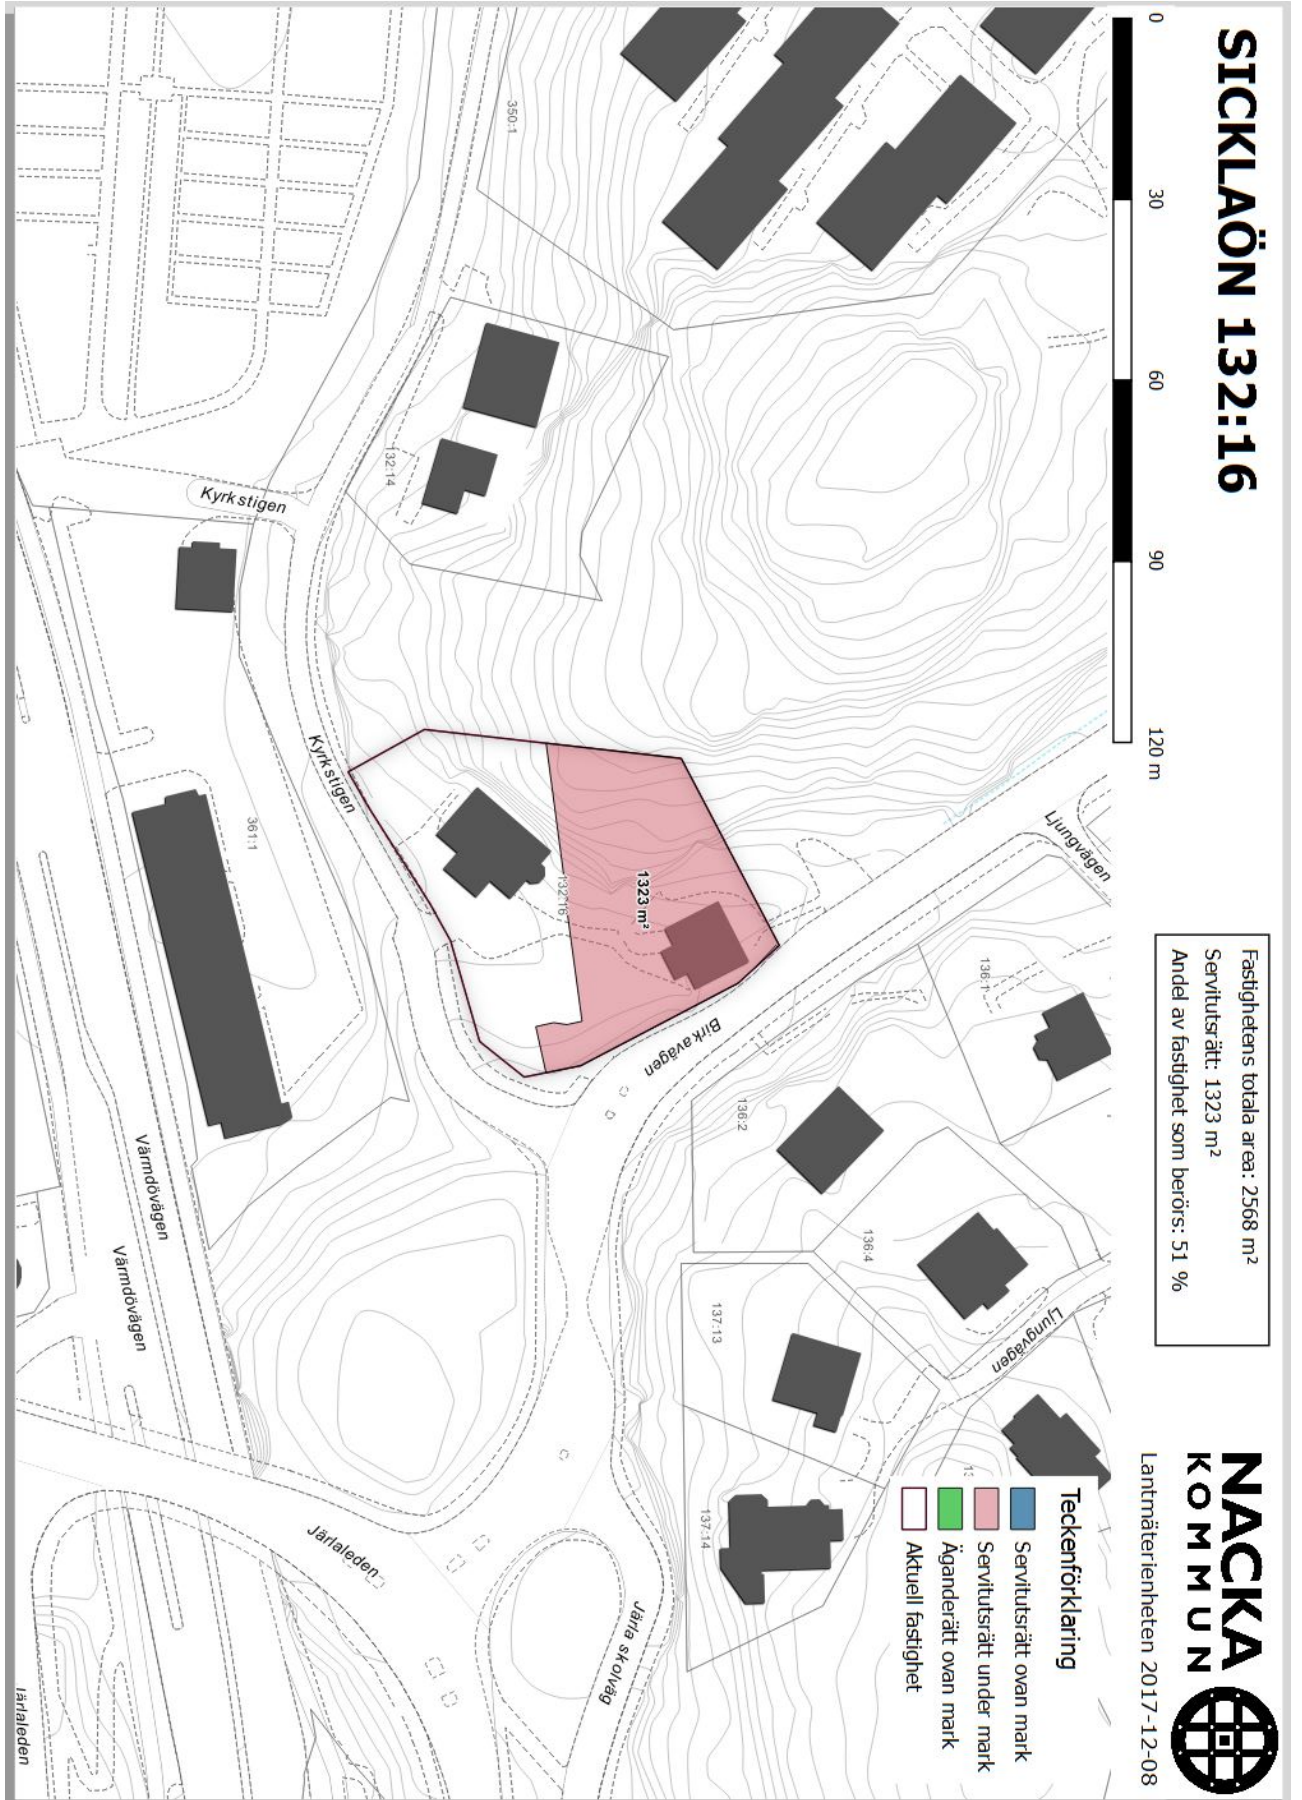 SICKLAÖN 132:16
Fastighetens totala area: 2568 m²
Servitutsrätt: 1323 m²
Andel av fastighet som berörs: 51 %
NACKA
KOMMUN
Lantmäterienheten 2017-12-08
0 30 60 90 120 m
Teckenförklaring
Servitutsrätt ovan mark
Servitutsrätt under mark
Äganderätt ovan mark
Aktuell fastighet
350:1
Ljungvägen
136:1
136:2
136:4
Ljungvägen
137:13
137:14
1323 m²
132:16
Birkavägen
132:14
Kyrkstigen
Kyrkstigen
361:1
Järla skolväg
Järlaleden
Värmdövägen
Värmdövägen
Järlaleden